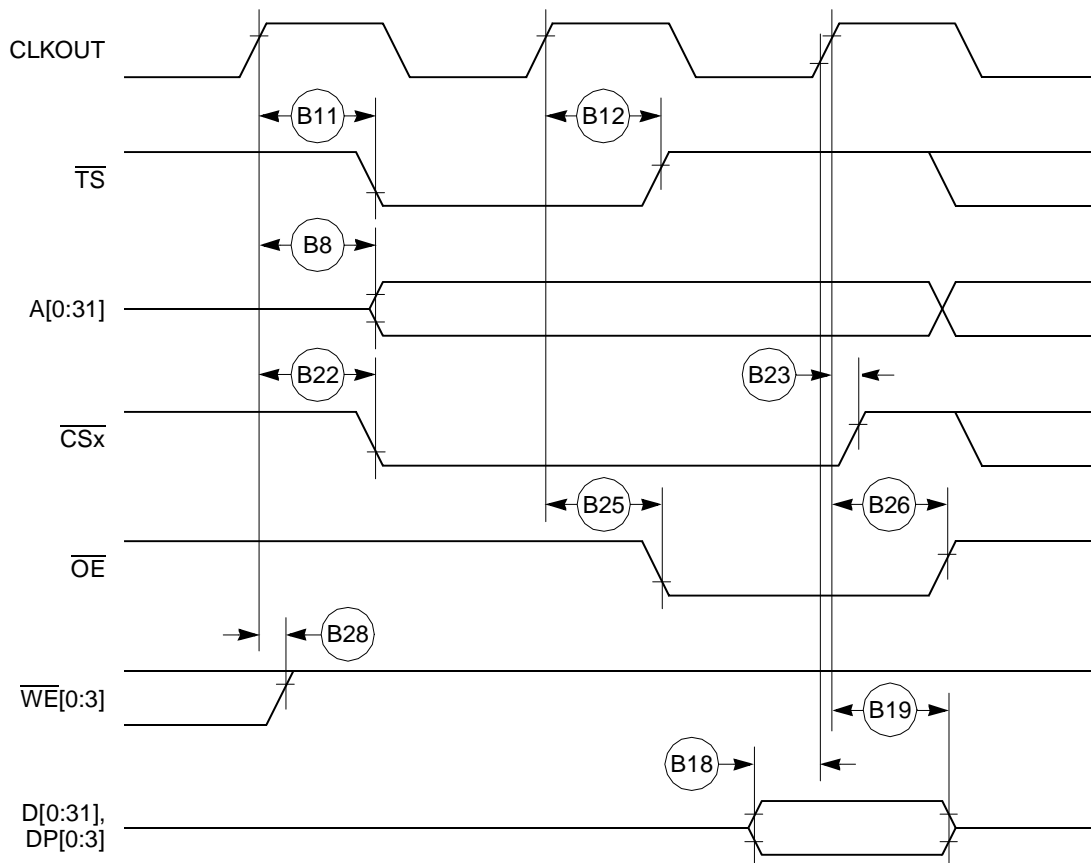 CLKOUT
B11
B12
TS
B8
A[0:31]
B22
B23
CSx
B25
B26
OE
B28
WE[0:3]
B19
B18
D[0:31],
DP[0:3]